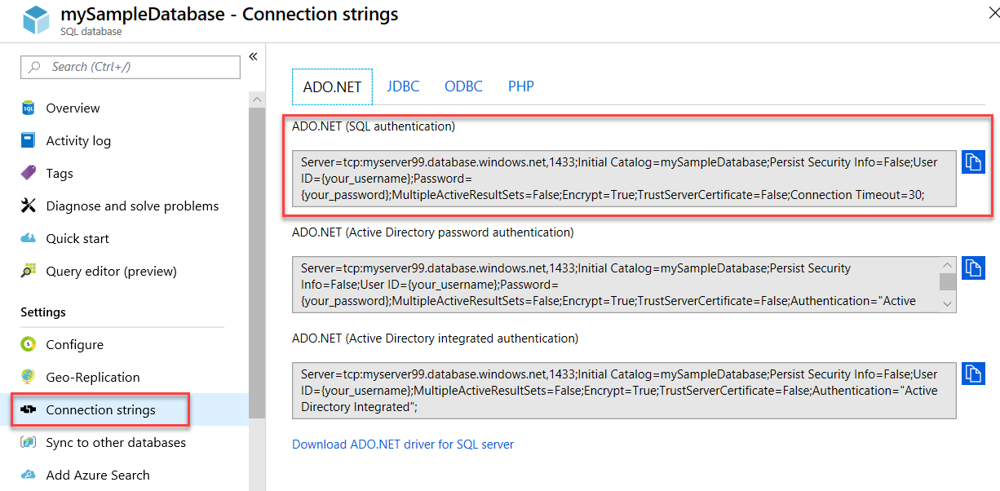 mySampleDatabase - Connection strings
SQL database
Search (Ctrl+/)
«
Overview
Activity log
Tags
Diagnose and solve problems
Quick start
Query editor (preview)
Settings
Configure
Geo-Replication
Connection strings
Sync to other databases
Add Azure Search
ADO.NET JDBC ODBC PHP
ADO.NET (SQL authentication)
Server=tcp:myserver99.database.windows.net,1433;Initial Catalog=mySampleDatabase;Persist Security Info=False;User
ID={your_username};Password=
{your_password};MultipleActiveResultSets=False;Encrypt=True;TrustServerCertificate=False;Connection Timeout=30;
ADO.NET (Active Directory password authentication)
Server=tcp:myserver99.database.windows.net,1433;Initial Catalog=mySampleDatabase;Persist Security
Info=False;User ID={your_username};Password=
{your_password};MultipleActiveResultSets=False;Encrypt=True;TrustServerCertificate=False;Authentication="Active
ADO.NET (Active Directory integrated authentication)
Server=tcp:myserver99.database.windows.net,1433;Initial Catalog=mySampleDatabase;Persist Security Info=False;User
ID={your_username};MultipleActiveResultSets=False;Encrypt=True;TrustServerCertificate=False;Authentication="Active
Directory Integrated";
Download ADO.NET driver for SQL server